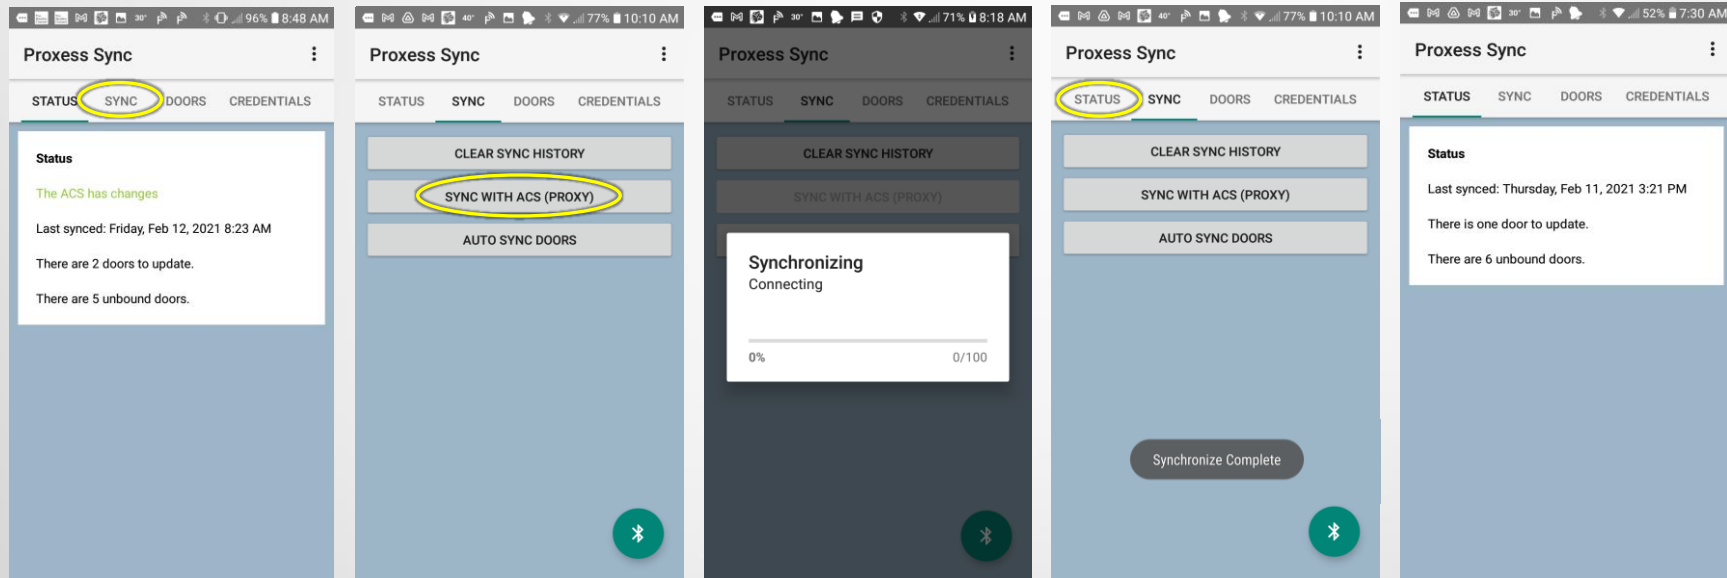 30° 96% 8:48 AM
Proxess Sync
STATUS SYNC DOORS CREDENTIALS
Status
The ACS has changes
Last synced: Friday, Feb 12, 2021 8:23 AM
There are 2 doors to update.
There are 5 unbound doors.
40° 77% 10:10 AM
Proxess Sync
STATUS SYNC DOORS CREDENTIALS
CLEAR SYNC HISTORY
SYNC WITH ACS (PROXY)
AUTO SYNC DOORS
30° 71% 8:18 AM
Proxess Sync
STATUS SYNC DOORS CREDENTIALS
CLEAR SYNC HISTORY
SYNC WITH ACS (PROXY)
Synchronizing
Connecting
0% 0/100
40° 77% 10:10 AM
Proxess Sync
STATUS SYNC DOORS CREDENTIALS
CLEAR SYNC HISTORY
SYNC WITH ACS (PROXY)
AUTO SYNC DOORS
Synchronize Complete
30° 52% 7:30 AM
Proxess Sync
STATUS SYNC DOORS CREDENTIALS
Status
Last synced: Thursday, Feb 11, 2021 3:21 PM
There is one door to update.
There are 6 unbound doors.